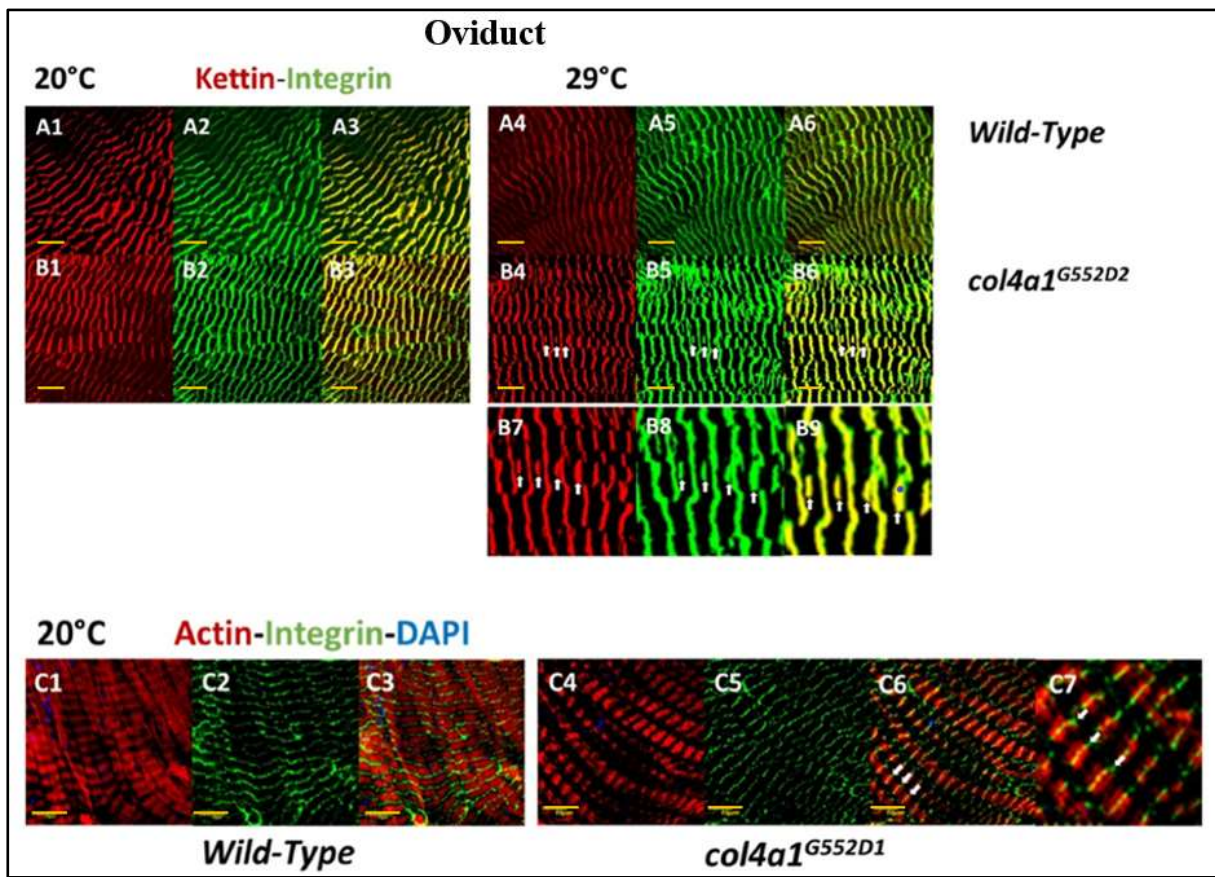 Oviduct
20°C Kettin-Integrin 29°C
A1 A2 A3 A4 A5 A6 Wild-Type
B1 B2 B3 B4 B5 B6 col4a1G552D2
B7 B8 B9
20°C Actin-Integrin-DAPI
C1 C2 C3 C4 C5 C6 C7
Wild-Type col4a1G552D1